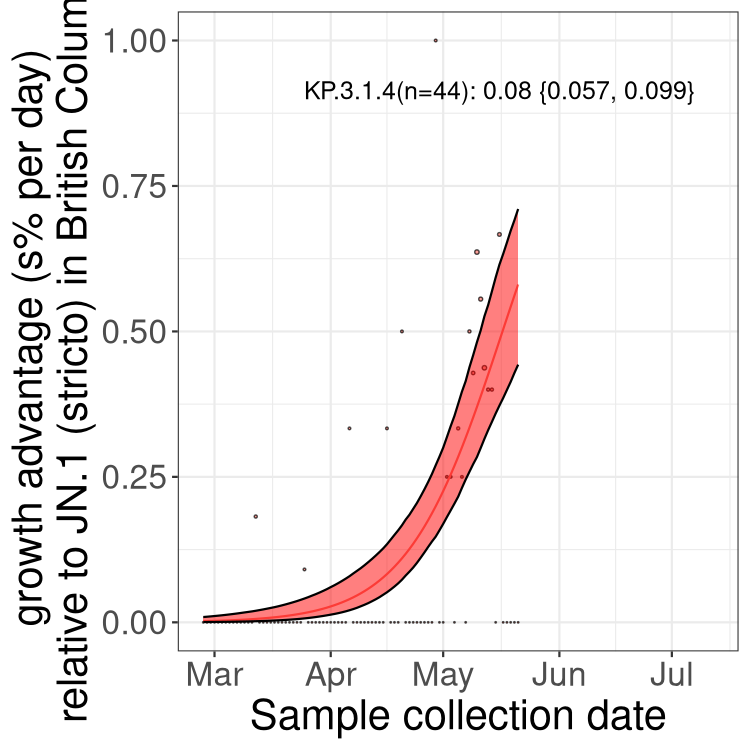 growth advantage (s% per day)
relative to JN.1 (stricto) in British Colum
1.00
0.75
0.50
0.25
0.00
KP.3.1.4(n=44): 0.08 {0.057, 0.099}
Mar Apr May Jun Jul
Sample collection date